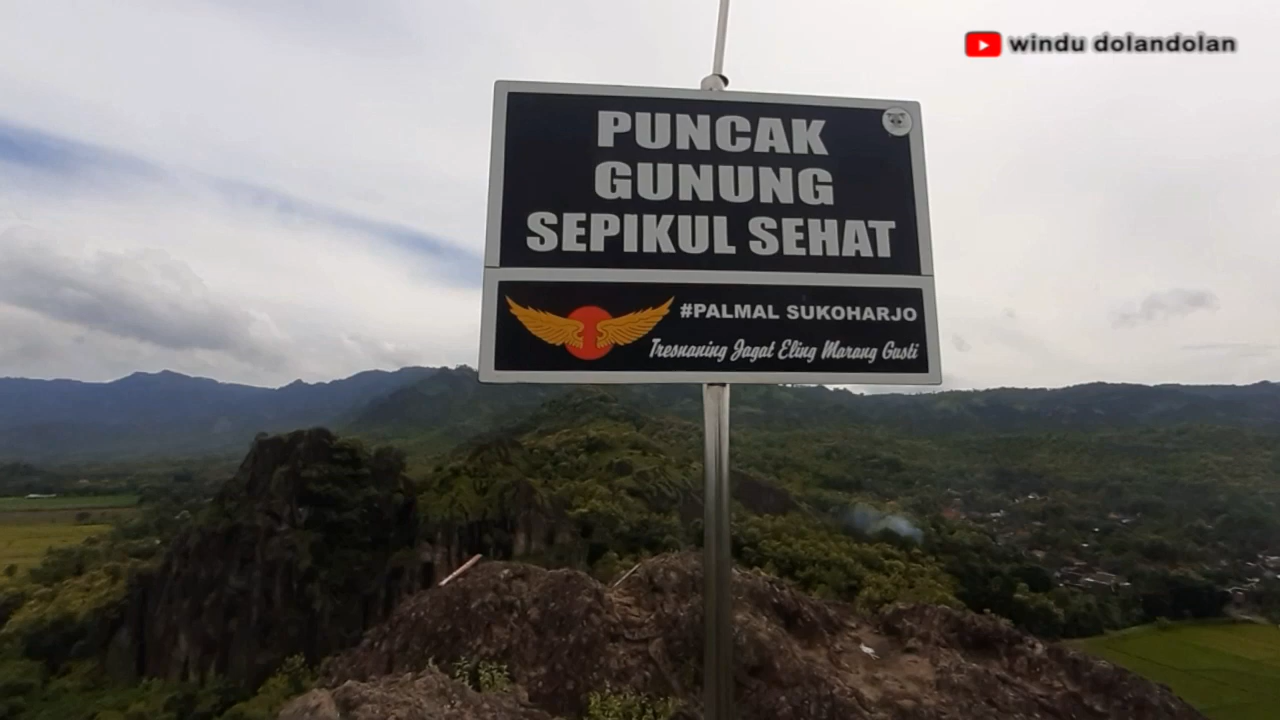 windu dolandolan
PUNCAK
GUNUNG
SEPIKUL SEHAT
#PALMAL SUKOHARJO
Tresnaning Jagat Eling Marang Gusti